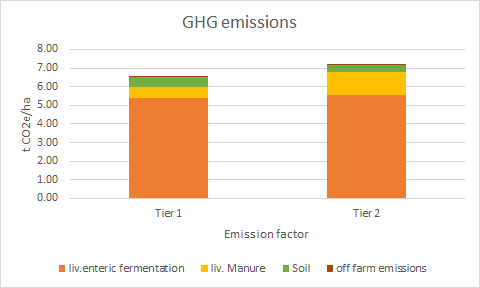 GHG emissions
8.00
7.00
6.00
5.00
4.00
3.00
2.00
1.00
0.00
t CO2e/ha
Tier 1 Tier 2
Emission factor
liv.enteric fermentation liv. Manure Soil off farm emissions